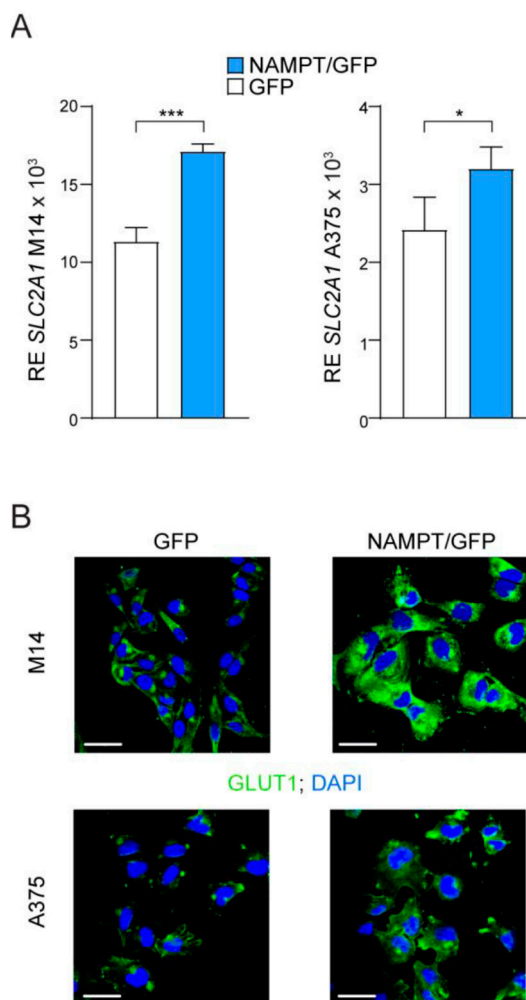 A
NAMPT/GFP
GFP
RE SLC2A1 M14 x 10³
20
15
10
5
0
***
RE SLC2A1 A375 x 10³
4
3
2
1
0
*
B
GFP
NAMPT/GFP
M14
GLUT1; DAPI
A375